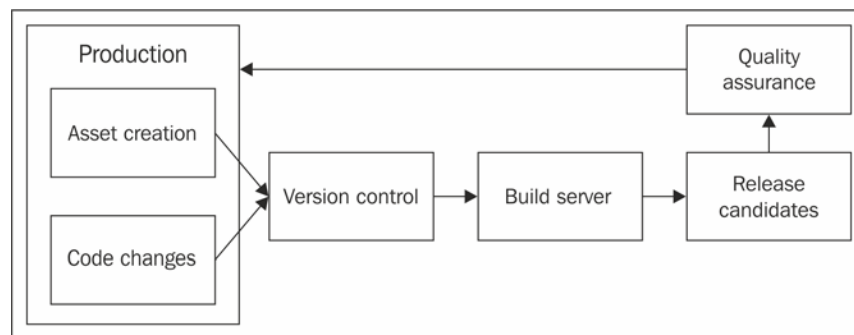 Production
Quality
assurance
Asset creation
Version control
Build server
Release
candidates
Code changes